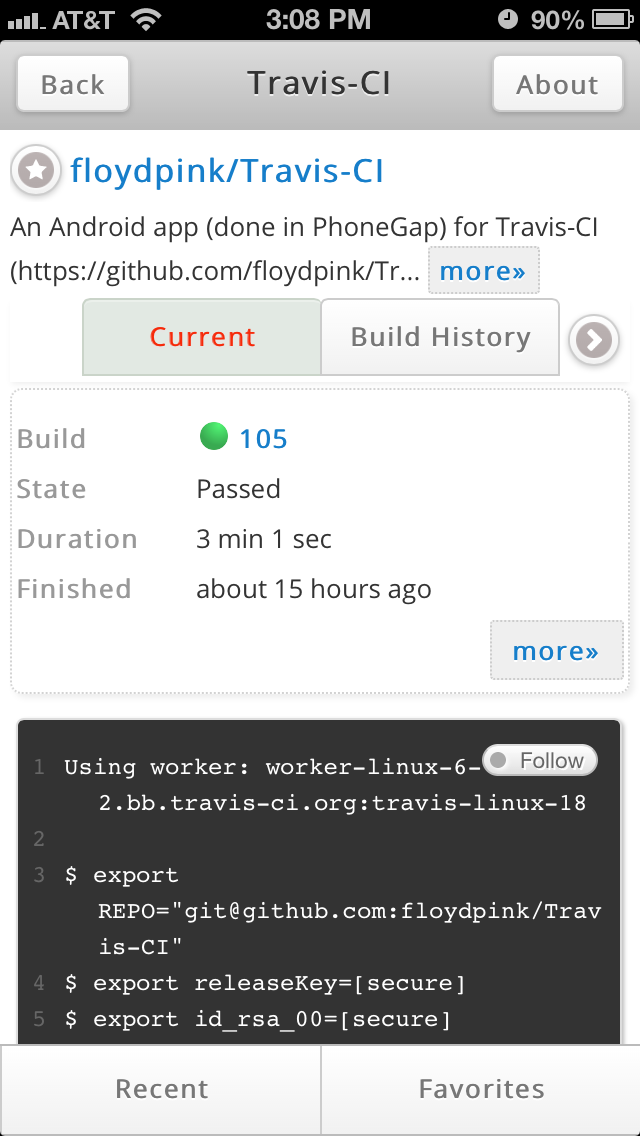 AT&T 3:08 PM 90%
Back Travis-CI About
floydpink/Travis-CI
An Android app (done in PhoneGap) for Travis-CI
(https://github.com/floydpink/Tr... more»
Current Build History
Build 105
State Passed
Duration 3 min 1 sec
Finished about 15 hours ago
more»
1 Using worker: worker-linux-6- Follow
2.bb.travis-ci.org:travis-linux-18
2
3 $ export
REPO="git@github.com:floydpink/Trav
is-CI"
4 $ export releaseKey=[secure]
5 $ export id_rsa_00=[secure]
Recent Favorites